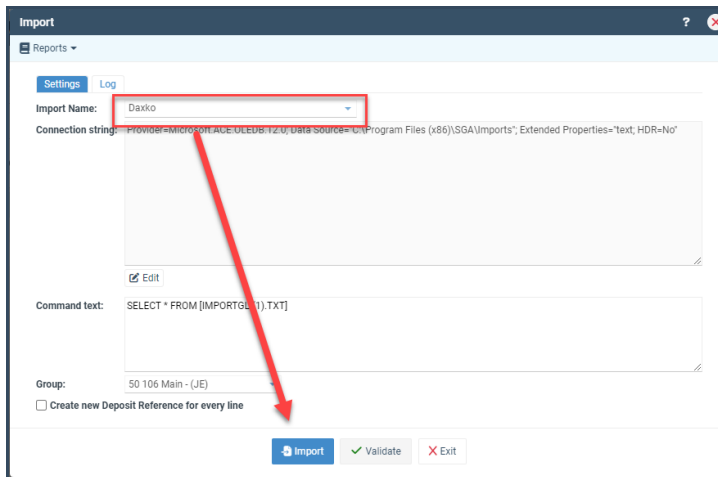 Import ?
Reports
Settings Log
Import Name: Daxko
Connection string: Provider=Microsoft.ACE.OLEDB.12.0; Data Source="C:\Program Files (x86)\SGA\Imports"; Extended Properties="text; HDR=No"
Edit
Command text: SELECT * FROM [IMPORTGL(1).TXT]
Group: 50 106 Main - (JE)
Create new Deposit Reference for every line
Import Validate Exit